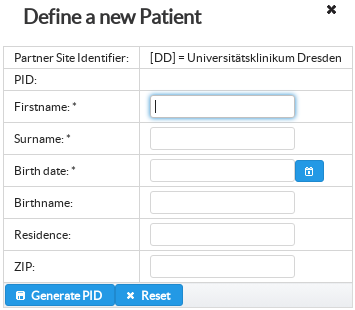 Define a new Patient
Partner Site Identifier: [DD] = Universitätsklinikum Dresden
PID:
Firstname: *
Surname: *
Birth date: *
Birthname:
Residence:
ZIP:
Generate PID Reset